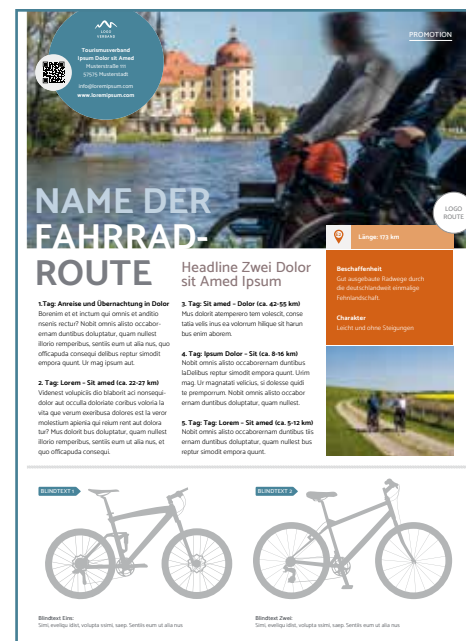 LOGO
VERBAND
Tourismusverband
Ipsum Dolor sit Amed
Musterstraße 111
57575 Musterstadt
info@loremipsum.com
www.loremipsum.com
PROMOTION
NAME DER
FAHRRAD-
ROUTE
LOGO
ROUTE
Länge: 173 km
Beschaffenheit
Gut ausgebaute Radwege durch
die deutschlandweit einmalige
Fehnlandschaft.
Charakter
Leicht und ohne Steigungen
1.Tag: Anreise und Übernachtung in Dolor
Borenim et et inctum qui omnis et anditio
nsenis rectur? Nobit omnis alisto occabor-
ernam duntibus doluptatur, quam nullest
illorio remperibus, sentiis eum ut alia nus, quo
officapuda consequi delibus reptur simodit
empora quunt. Ur mag ipsum aut.
2. Tag: Lorem – Sit amed (ca. 22-27 km)
Videnest volupiciis dio blaborit aci nonsequi-
dolor aut occulla doloriate coribus voloria la
vita que verum exeribusa dolores est la veror
molestium apienia qui reium rent aut dolora
tur? Mus dolorit bus doluptatur, quam nullest
illorio remperibus, sentiis eum ut alia nus, et
quo officapuda consequi.
Headline Zwei Dolor
sit Amed Ipsum
3. Tag: Sit amed – Dolor (ca. 42-55 km)
Mus dolorit atemperero tem volescit, conse
tatia velis inus ea volorum hilique sit harun
bus enim aborem.
4. Tag: Ipsum Dolor – Sit (ca. 8-16 km)
Nobit omnis alisto occaborernam duntibus
laDelibus reptur simodit empora quunt. Urim
mag. Ur magnatati velicius, si dolesse quidi
te premporrum. Nobit omnis alisto occabor
ernam duntibus doluptatur, quam nullest.
5. Tag: Tag: Lorem – Sit amed (ca. 5-12 km)
Nobit omnis alisto occaborernam duntibus tiis
ernam duntibus doluptatur, quam nullest bus
reptur simodit empora quunt.
BLINDTEXT 1
BLINDTEXT 2
Blindtext Eins:
Simi, eveliqu idist, volupta ssimi, saep. Sentiis eum ut alia nus
Blindtext Zwei:
Simi, eveliqu idist, volupta ssimi, saep. Sentiis eum ut alia nus